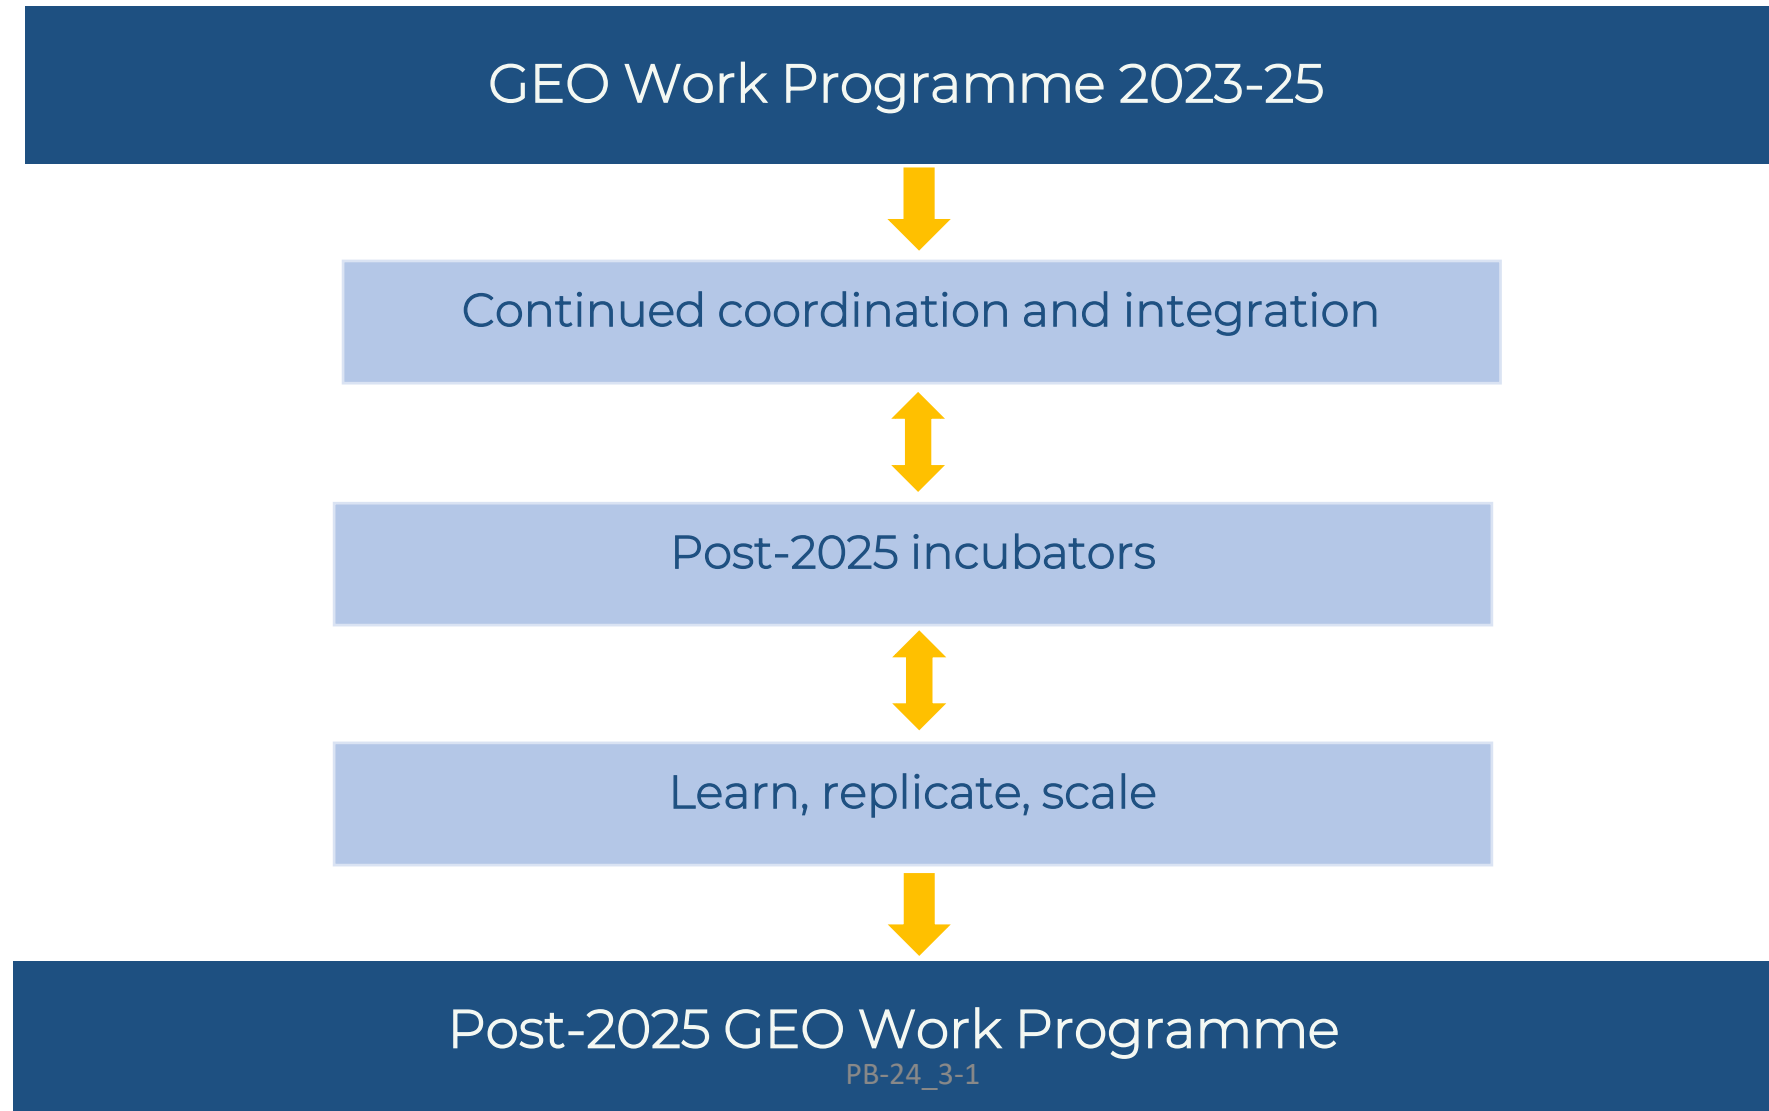 GEO Work Programme 2023-25
Continued coordination and integration
Post-2025 incubators
Learn, replicate, scale
Post-2025 GEO Work Programme
PB-24_3-1